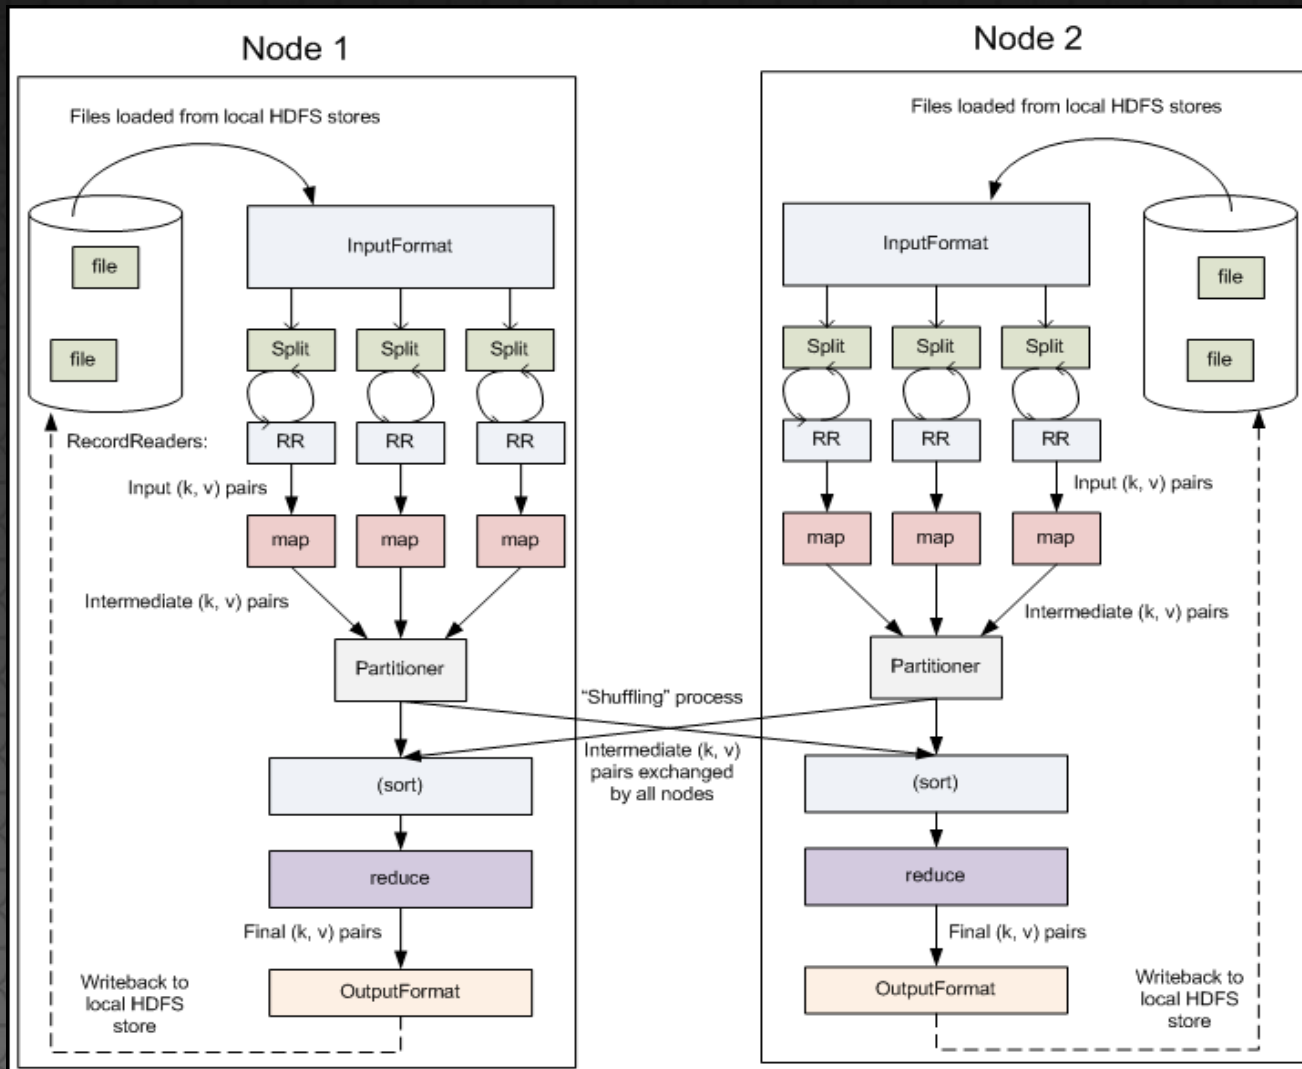 Node 1
Files loaded from local HDFS stores
file
file
InputFormat
Split
Split
Split
RecordReaders:
RR
RR
RR
Input (k, v) pairs
map
map
map
Intermediate (k, v) pairs
Partitioner
(sort)
reduce
Final (k, v) pairs
OutputFormat
Writeback to
local HDFS
store
"Shuffling" process
Intermediate (k, v)
pairs exchanged
by all nodes
Node 2
Files loaded from local HDFS stores
InputFormat
file
file
Split
Split
Split
RR
RR
RR
Input (k, v) pairs
map
map
map
Intermediate (k, v) pairs
Partitioner
(sort)
reduce
Final (k, v) pairs
OutputFormat
Writeback to
local HDFS
store